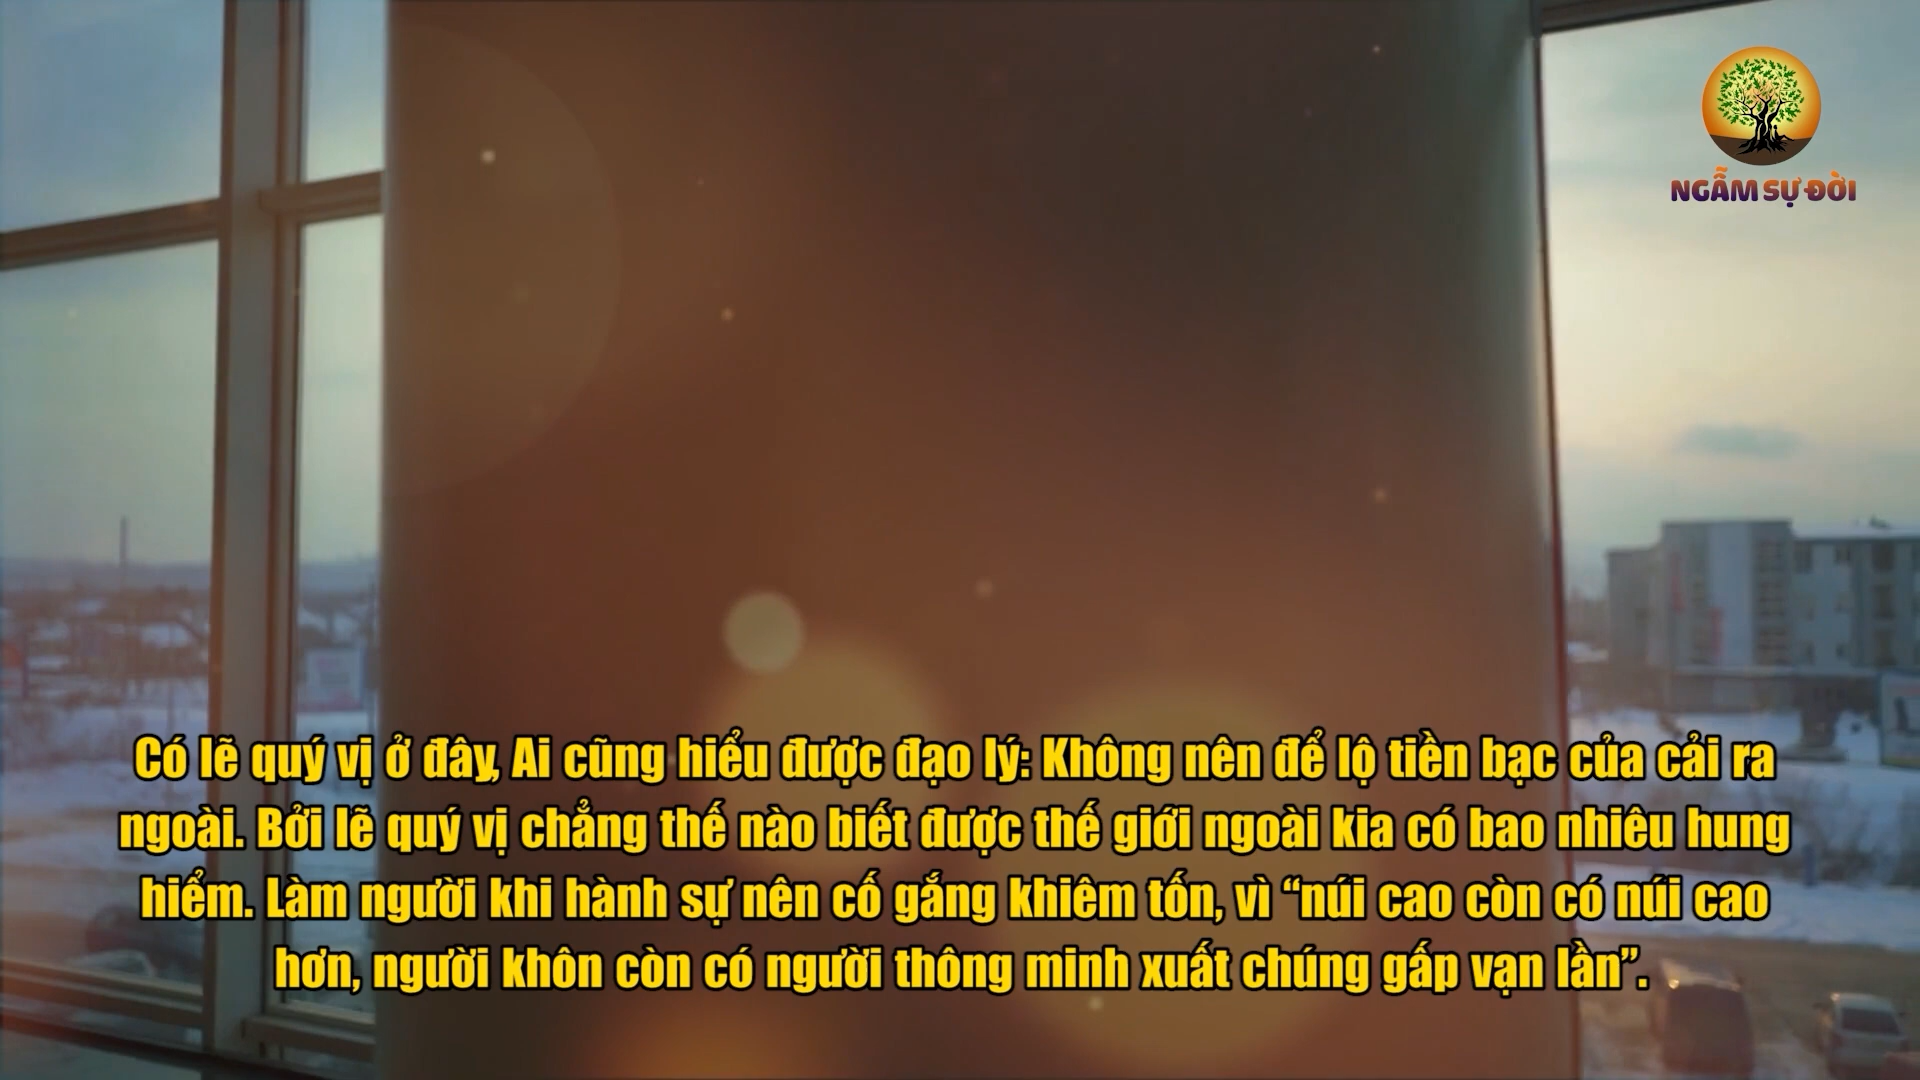 NGẪM SỰ ĐỜI
Có lẽ quý vị ở đây, Ai cũng hiểu được đạo lý: Không nên để lộ tiền bạc của cải ra
ngoài. Bởi lẽ quý vị chẳng thế nào biết được thế giới ngoài kia có bao nhiêu hung
hiểm. Làm người khi hành sự nên cố gắng khiêm tốn, vì “núi cao còn có núi cao
hơn, người khôn còn có người thông minh xuất chúng gấp vạn lần”.